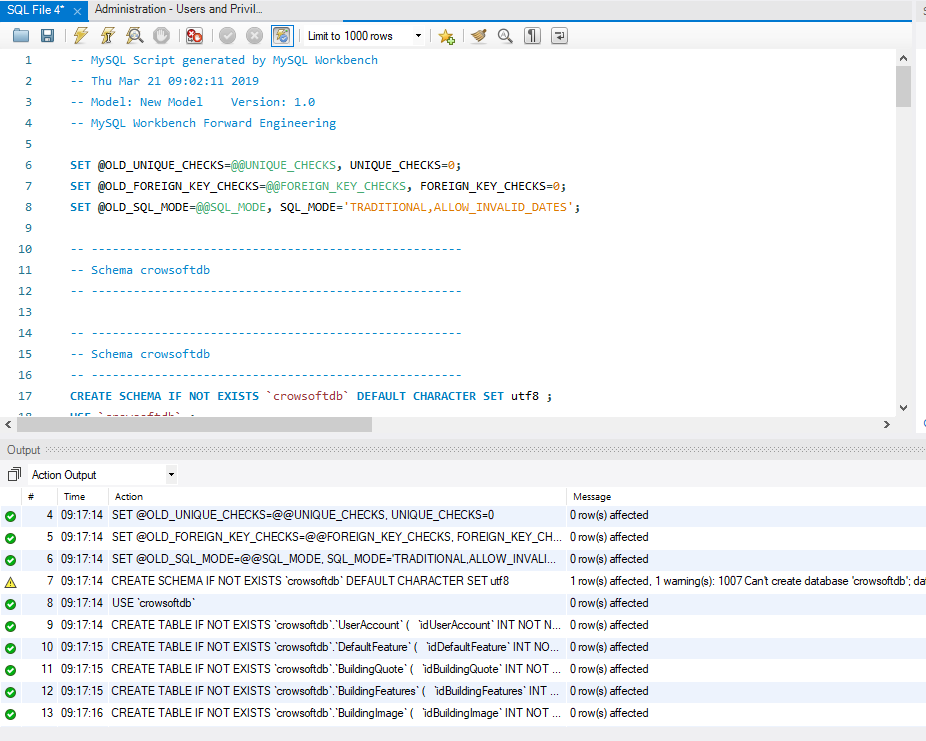 SQL File 4* × Administration - Users and Privil...
Limit to 1000 rows
1 -- MySQL Script generated by MySQL Workbench
2 -- Thu Mar 21 09:02:11 2019
3 -- Model: New Model    Version: 1.0
4 -- MySQL Workbench Forward Engineering
5
6 SET @OLD_UNIQUE_CHECKS=@@UNIQUE_CHECKS, UNIQUE_CHECKS=0;
7 SET @OLD_FOREIGN_KEY_CHECKS=@@FOREIGN_KEY_CHECKS, FOREIGN_KEY_CHECKS=0;
8 SET @OLD_SQL_MODE=@@SQL_MODE, SQL_MODE='TRADITIONAL,ALLOW_INVALID_DATES';
9
10 -- -----------------------------------------------------
11 -- Schema crowsoftdb
12 -- -----------------------------------------------------
13
14 -- -----------------------------------------------------
15 -- Schema crowsoftdb
16 -- -----------------------------------------------------
17 CREATE SCHEMA IF NOT EXISTS `crowsoftdb` DEFAULT CHARACTER SET utf8 ;
18 USE `crowsoftdb` ;
Output
Action Output
# Time Action Message
4 09:17:14 SET @OLD_UNIQUE_CHECKS=@@UNIQUE_CHECKS, UNIQUE_CHECKS=0 0 row(s) affected
5 09:17:14 SET @OLD_FOREIGN_KEY_CHECKS=@@FOREIGN_KEY_CHECKS, FOREIGN_KEY_CH... 0 row(s) affected
6 09:17:14 SET @OLD_SQL_MODE=@@SQL_MODE, SQL_MODE='TRADITIONAL,ALLOW_INVALI... 0 row(s) affected
7 09:17:14 CREATE SCHEMA IF NOT EXISTS `crowsoftdb` DEFAULT CHARACTER SET utf8 1 row(s) affected, 1 warning(s): 1007 Can't create database 'crowsoftdb'; da
8 09:17:14 USE `crowsoftdb` 0 row(s) affected
9 09:17:14 CREATE TABLE IF NOT EXISTS `crowsoftdb`.`UserAccount` (   `idUserAccount` INT NOT N... 0 row(s) affected
10 09:17:15 CREATE TABLE IF NOT EXISTS `crowsoftdb`.`DefaultFeature` (   `idDefaultFeature` INT NO... 0 row(s) affected
11 09:17:15 CREATE TABLE IF NOT EXISTS `crowsoftdb`.`BuildingQuote` (   `idBuildingQuote` INT NOT ... 0 row(s) affected
12 09:17:15 CREATE TABLE IF NOT EXISTS `crowsoftdb`.`BuildingFeatures` (   `idBuildingFeatures` INT ... 0 row(s) affected
13 09:17:16 CREATE TABLE IF NOT EXISTS `crowsoftdb`.`BuildingImage` (   `idBuildingImage` INT NOT ... 0 row(s) affected